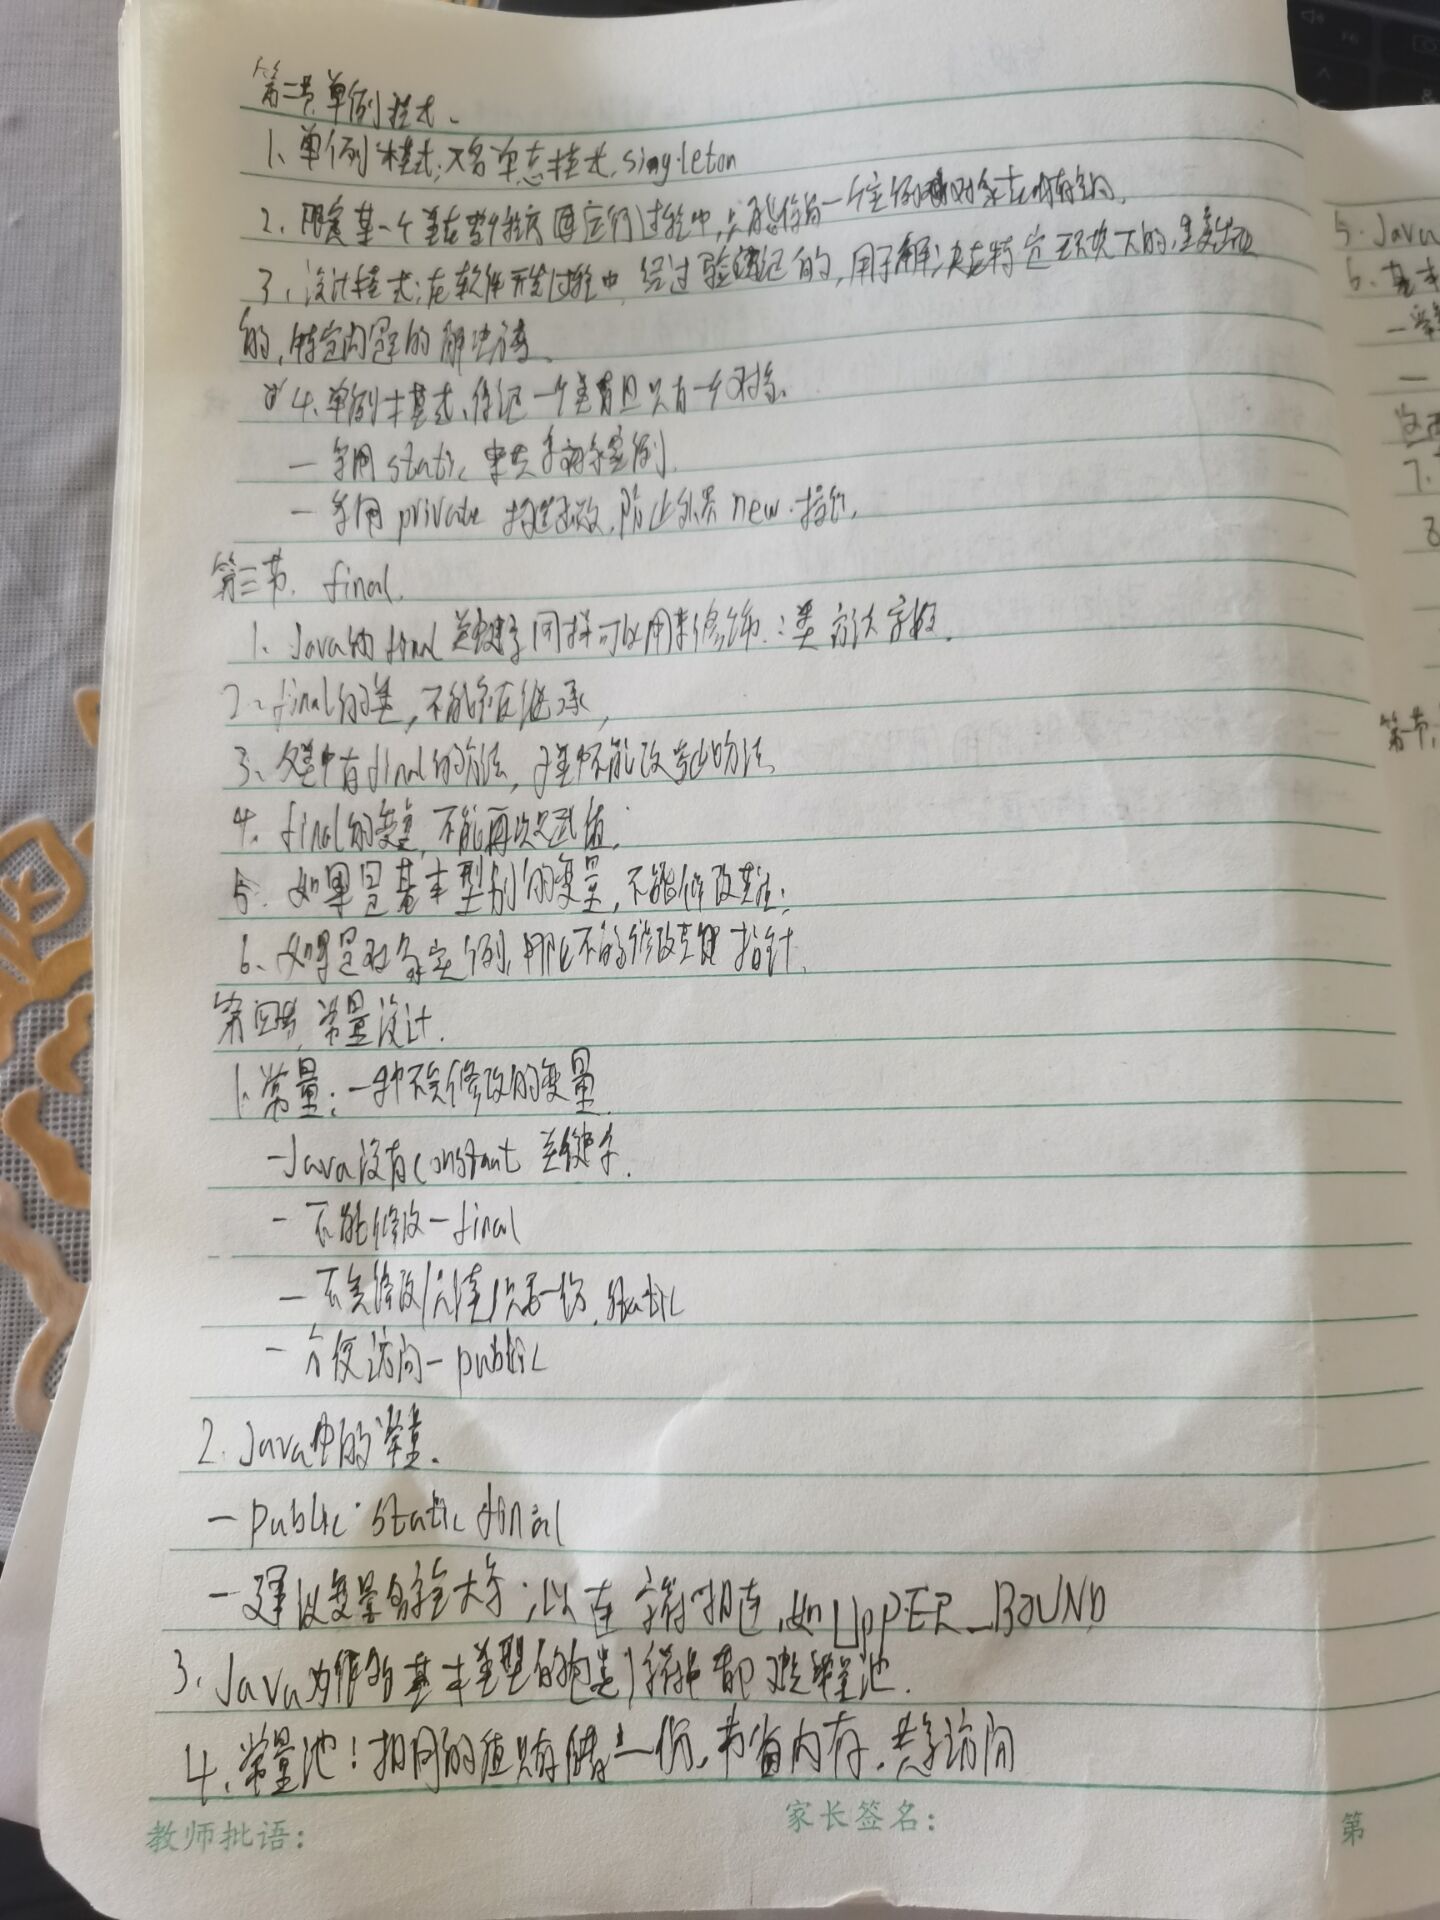 第二节 单例模式.
1、单例模式,又名单态模式,singleton
2. 限定某一个类在整个程序运行过程中,只能保留一个实例对象在内存空间.
3、设计模式:在软件开发过程中,经过验证的,用于解决在特定环境下的,重复出现
的,特定问题的解决方案、
4、单例模式、保证一个类有且只有一个对象.
— 采用static 来共享对象实例.
— 采用private 构造函数,防止外界new 操作.
第三节. final.
1、Java的final关键字同样可以用来修饰:类 方法 字段.
2、final的类,不能被继承,
3、父类中有final的方法,子类中不能改写此方法
4、final的变量,不能再次赋值.
5. 如果是基本型别的变量,不能修改其值;
6、如果是对象实例,那么不能修改其 指针.
第四节.常量设计.
1.常量:一种不会修改的变量.
-Java没有constant 关键字.
- 不能修改-final
— 不会修改/只读/只要一份.static
- 方便访问-public
2. Java中的常量.
— public static final
— 建议变量名字全大写,以连字符相连,如UPPER_BOUND
3. Java为 基本类型的包装/字符串都 常量池.
4、常量池:相同的值只存储一份,节省内存,共享访问
教师批语:
家长签名:
第
5. Java
6.基本
一
7.
8
第一节